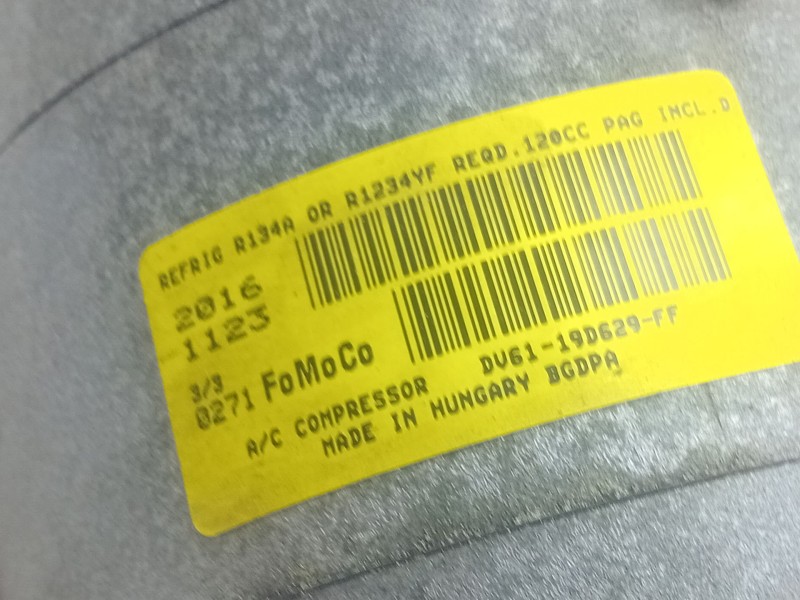 REFRIG R134A OR R1234YF REQD.120CC PAG INCL.D
2016
1123
3/3
0271 FoMoCo
DV61-19D629-FF
A/C COMPRESSOR
MADE IN HUNGARY BGDPA